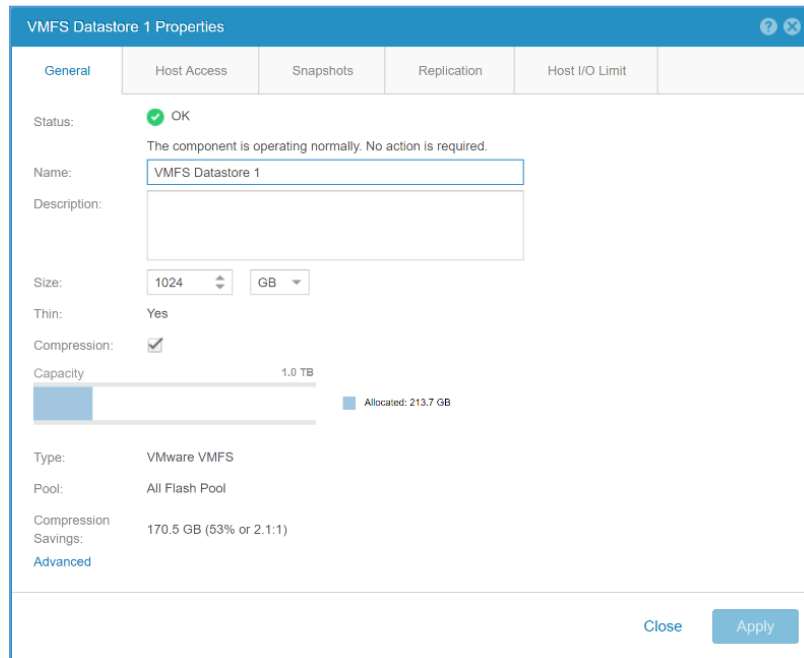 VMFS Datastore 1 Properties
General Host Access Snapshots Replication Host I/O Limit
Status: OK
The component is operating normally. No action is required.
Name: VMFS Datastore 1
Description:
Size: 1024 GB
Thin: Yes
Compression:
Capacity 1.0 TB
Allocated: 213.7 GB
Type: VMware VMFS
Pool: All Flash Pool
Compression
Savings: 170.5 GB (53% or 2.1:1)
Advanced
Close Apply